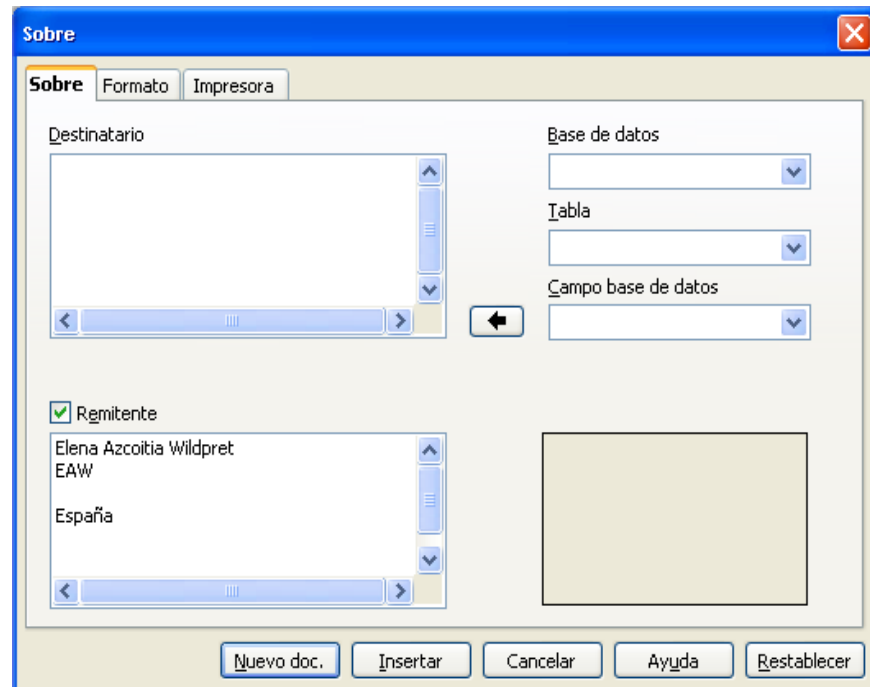 Sobre
Sobre Formato Impresora
Destinatario
Base de datos
Tabla
Campo base de datos
Remitente
Elena Azcoitia Wildpret
EAW
España
Nuevo doc. Insertar Cancelar Ayuda Restablecer